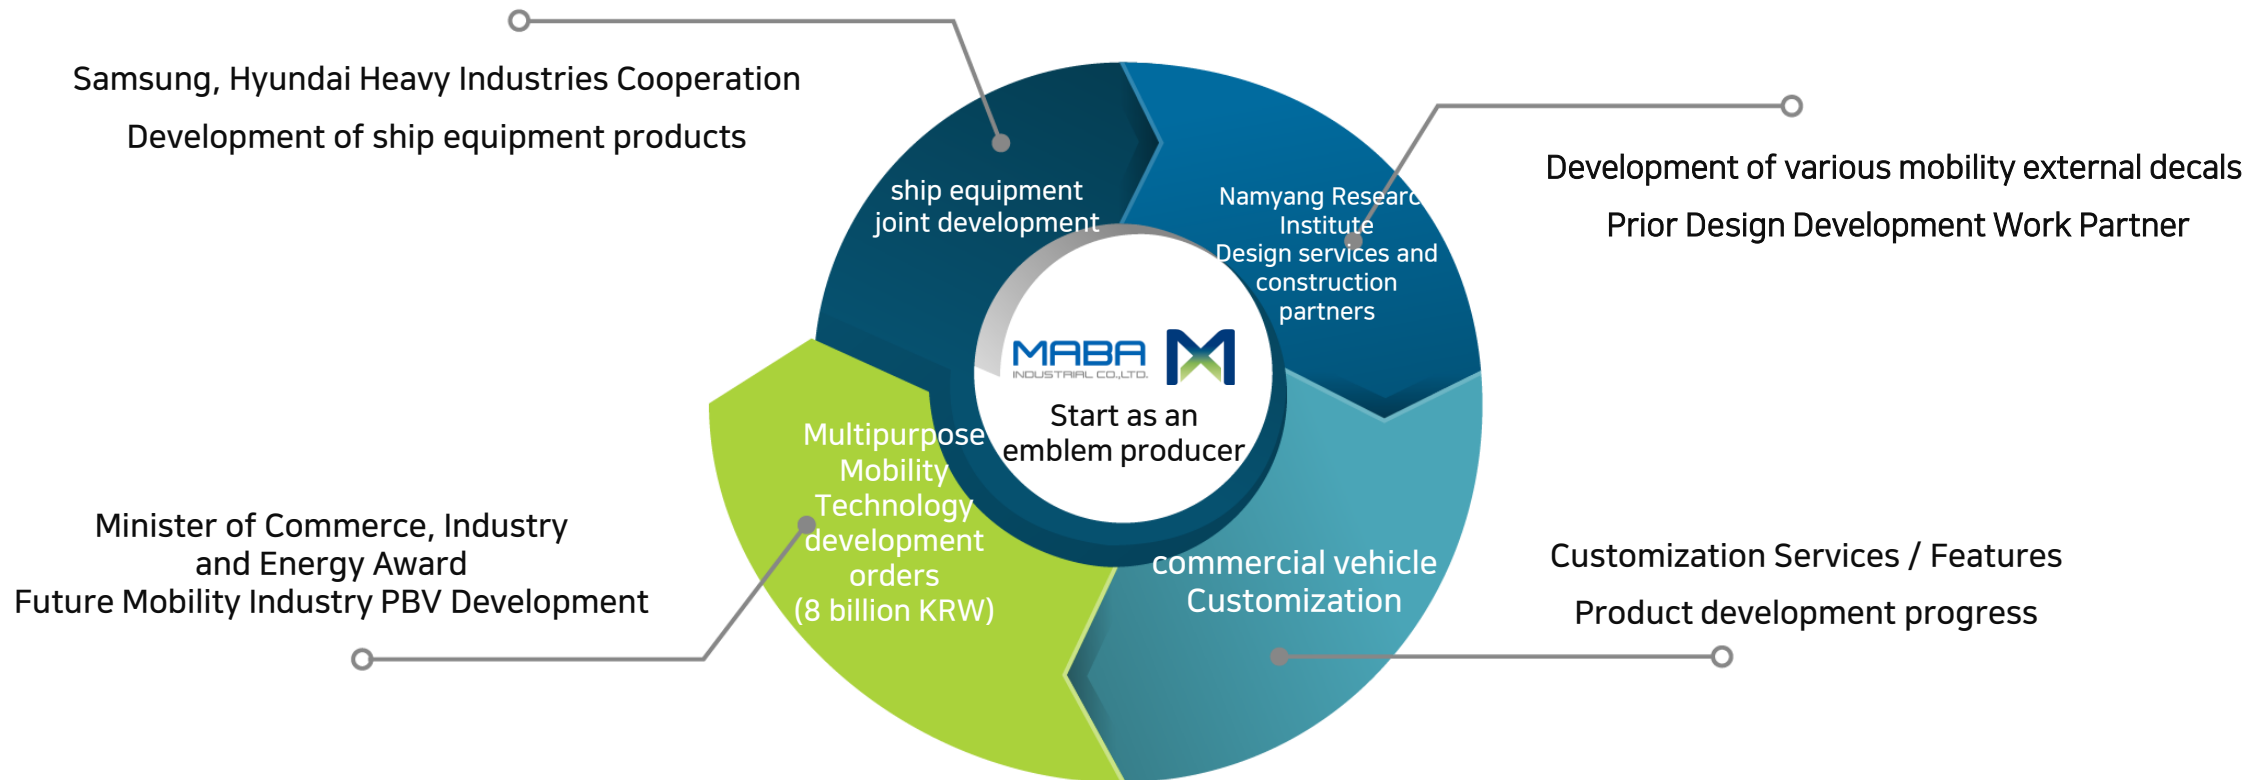 Samsung, Hyundai Heavy Industries Cooperation
Development of ship equipment products
ship equipment
joint development
Namyang Researc
Institute
Design services and
construction
partners
Development of various mobility external decals
Prior Design Development Work Partner
MABA
INDUSTRIAL CO.,LTD.
Start as an
emblem producer
Multipurpose
Mobility
Technology
development
orders
(8 billion KRW)
Minister of Commerce, Industry
and Energy Award
Future Mobility Industry PBV Development
commercial vehicle
Customization
Customization Services / Features
Product development progress